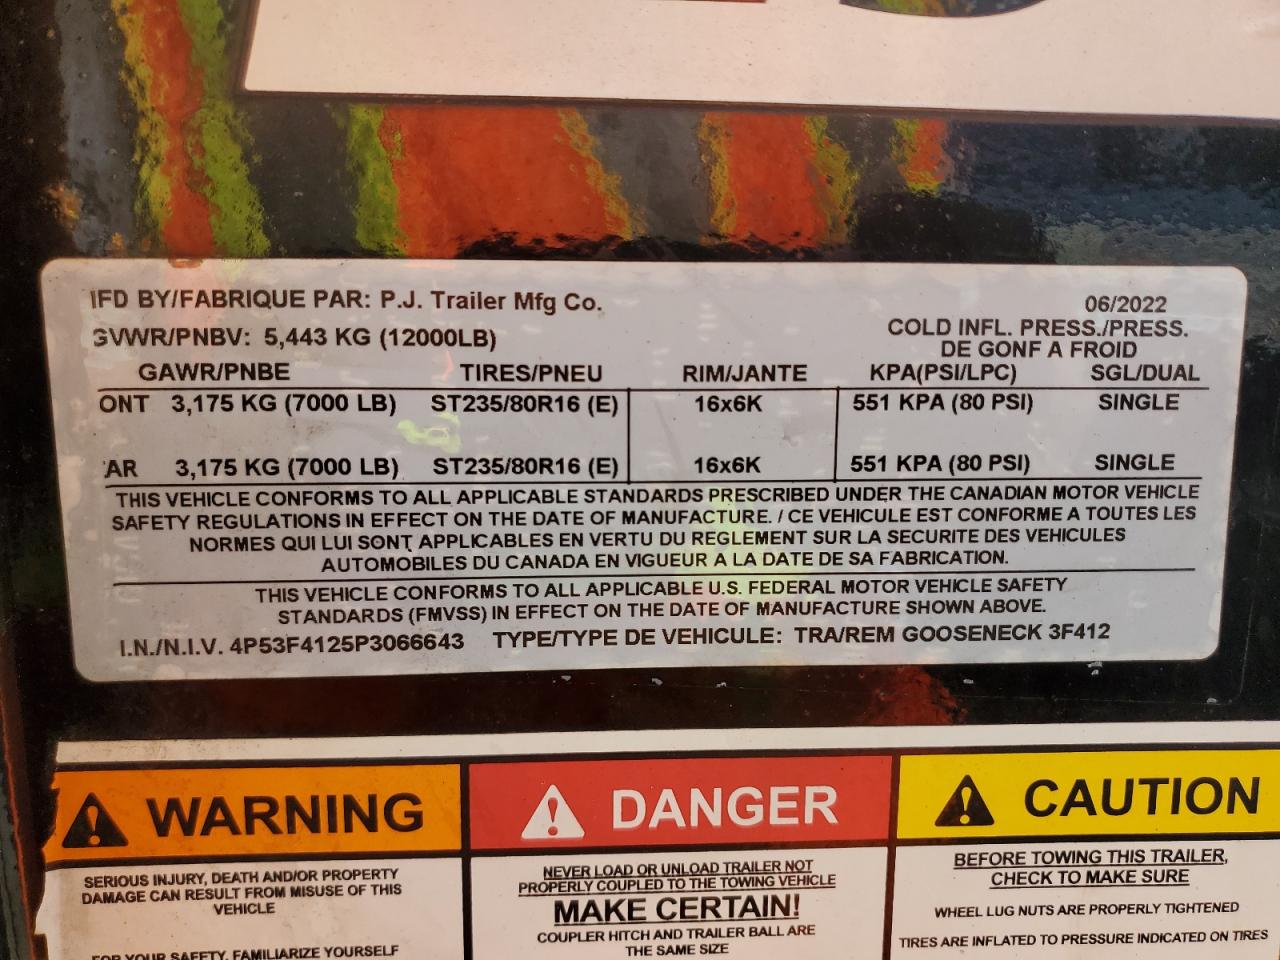 IFD BY/FABRIQUE PAR: P.J. Trailer Mfg Co.
06/2022
GVWR/PNBV: 5,443 KG (12000LB)
COLD INFL. PRESS./PRESS.
DE GONF A FROID
GAWR/PNBE TIRES/PNEU RIM/JANTE KPA(PSI/LPC) SGL/DUAL
ONT 3,175 KG (7000 LB) ST235/80R16 (E) 16x6K 551 KPA (80 PSI) SINGLE
AR 3,175 KG (7000 LB) ST235/80R16 (E) 16x6K 551 KPA (80 PSI) SINGLE
THIS VEHICLE CONFORMS TO ALL APPLICABLE STANDARDS PRESCRIBED UNDER THE CANADIAN MOTOR VEHICLE
SAFETY REGULATIONS IN EFFECT ON THE DATE OF MANUFACTURE. / CE VEHICULE EST CONFORME A TOUTES LES
NORMES QUI LUI SONT APPLICABLES EN VERTU DU REGLEMENT SUR LA SECURITE DES VEHICULES
AUTOMOBILES DU CANADA EN VIGUEUR A LA DATE DE SA FABRICATION.
THIS VEHICLE CONFORMS TO ALL APPLICABLE U.S. FEDERAL MOTOR VEHICLE SAFETY
STANDARDS (FMVSS) IN EFFECT ON THE DATE OF MANUFACTURE SHOWN ABOVE.
I.N./N.I.V. 4P53F4125P3066643 TYPE/TYPE DE VEHICULE: TRA/REM GOOSENECK 3F412
WARNING
SERIOUS INJURY, DEATH AND/OR PROPERTY
DAMAGE CAN RESULT FROM MISUSE OF THIS
VEHICLE
FOR YOUR SAFETY, FAMILIARIZE YOURSELF
DANGER
NEVER LOAD OR UNLOAD TRAILER NOT
PROPERLY COUPLED TO THE TOWING VEHICLE
MAKE CERTAIN!
COUPLER HITCH AND TRAILER BALL ARE
THE SAME SIZE
CAUTION
BEFORE TOWING THIS TRAILER,
CHECK TO MAKE SURE
WHEEL LUG NUTS ARE PROPERLY TIGHTENED
TIRES ARE INFLATED TO PRESSURE INDICATED ON TIRES